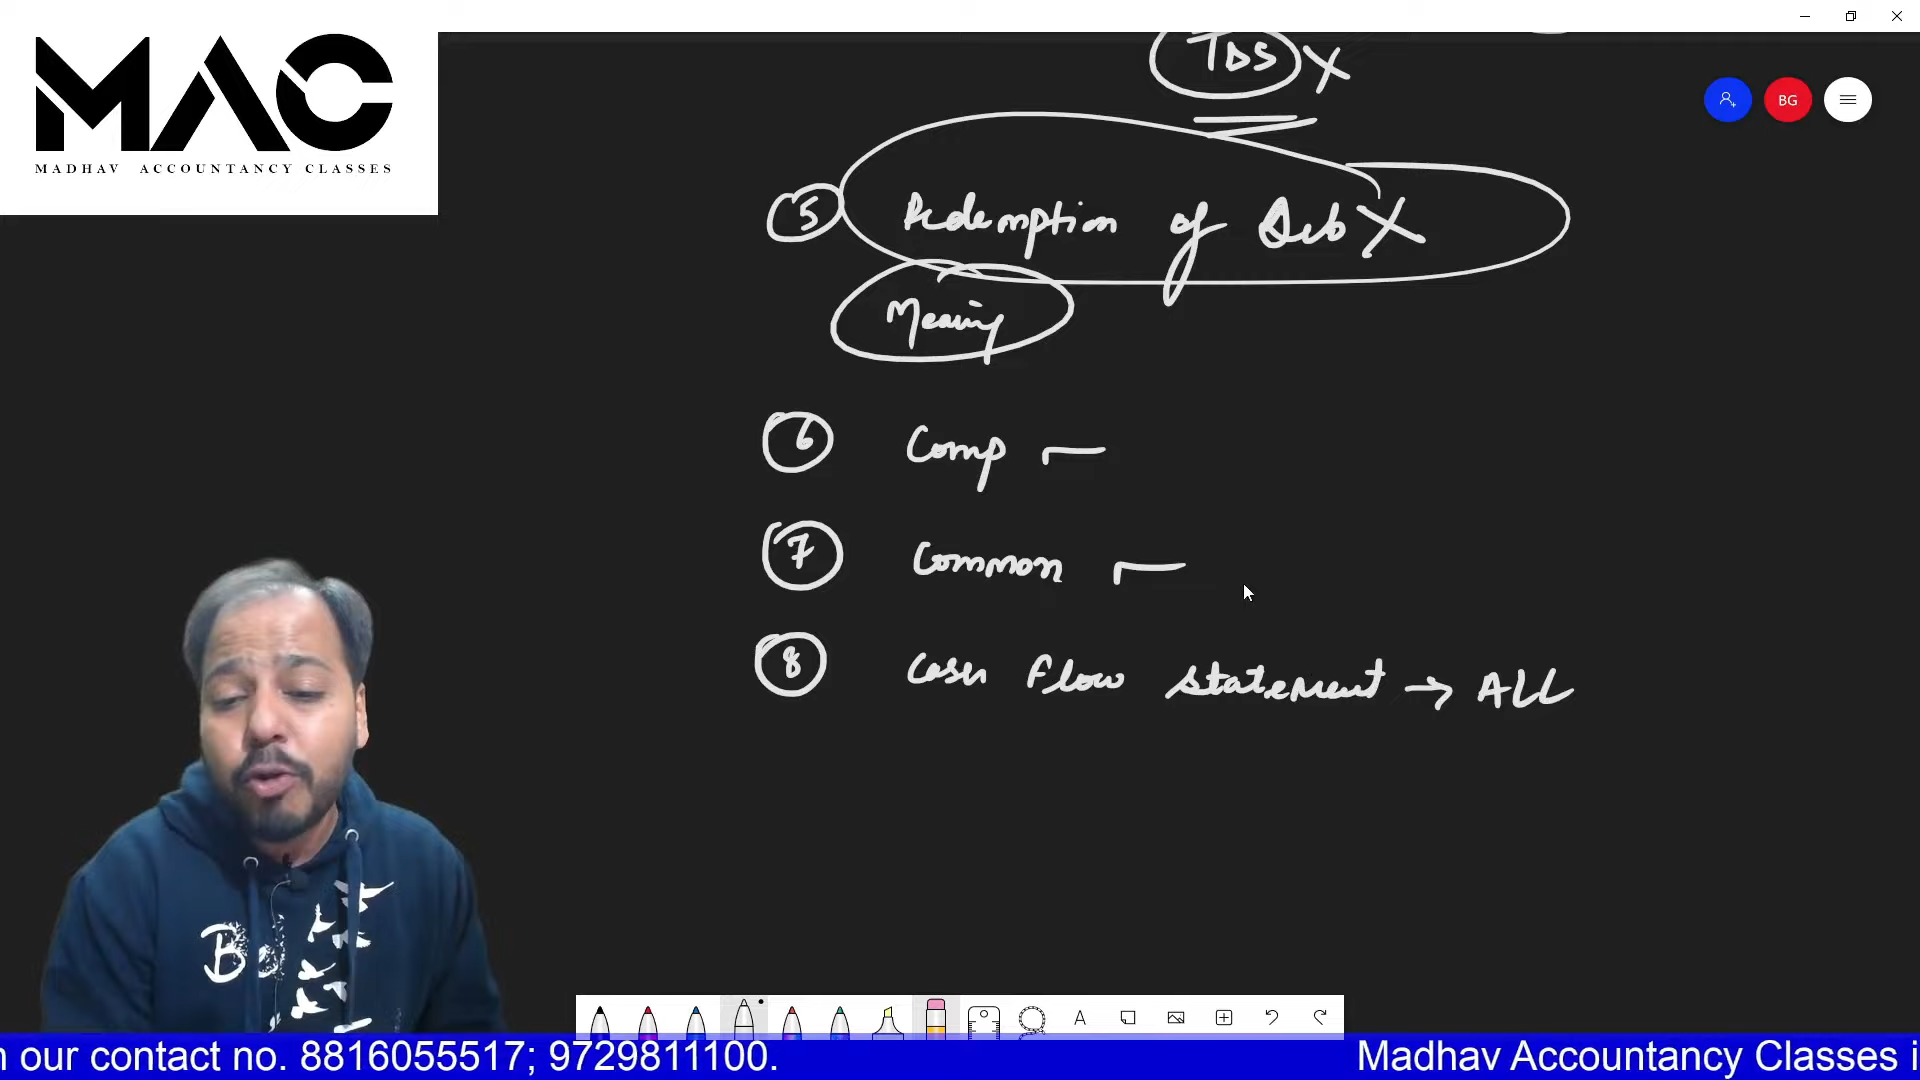 MAC
MADHAV ACCOUNTANCY CLASSES
TDS X
BG
5 Redemption of Deb X
Meaning
6 Comp
7 Common
8 Cash flow statement → ALL
Be
A
n our contact no. 8816055517; 9729811100.
Madhav Accountancy Classes i